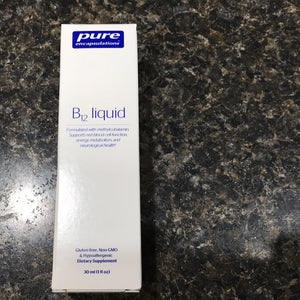 pure
encapsulations
B12 liquid
Formulated with methylcobalamin
Supports red blood cell function,
energy metabolism, and
neurological health‡
Gluten-free, Non-GMO
& Hypoallergenic
Dietary Supplement
30 ml (1 fl oz)